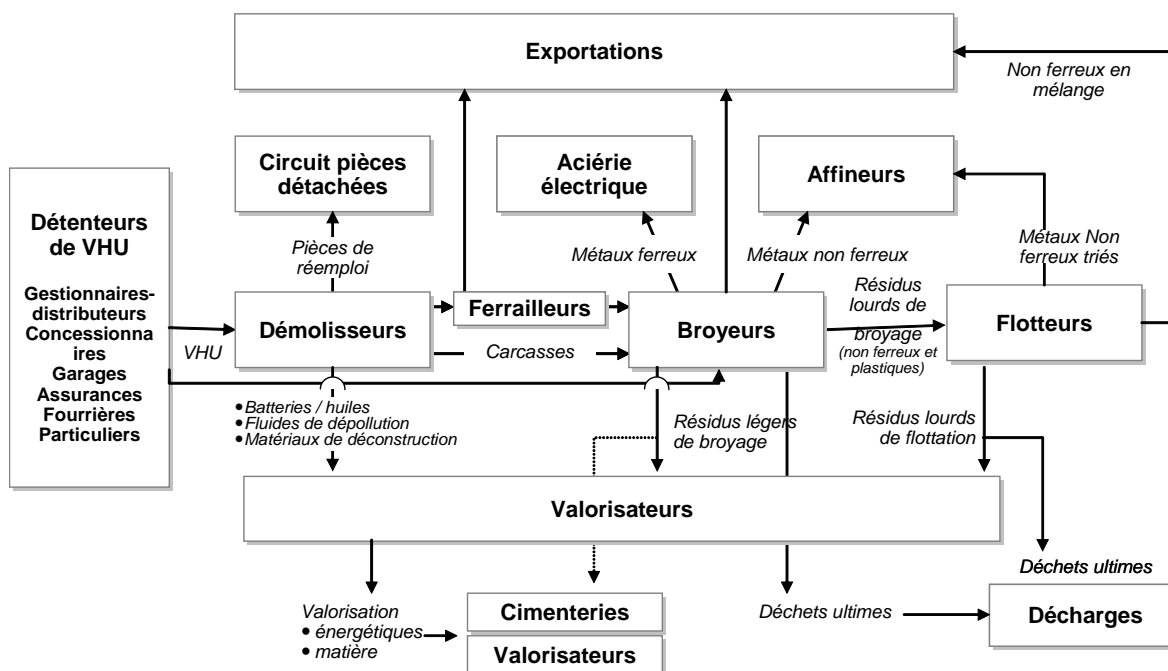 Exportations
Non ferreux en
mélange
Circuit pièces
détachées
Aciérie
électrique
Affineurs
Détenteurs
de VHU
Gestionnaires-
distributeurs
Concessionna
ires
Garages
Assurances
Fourrières
Particuliers
Pièces de
réemploi
Métaux ferreux
Métaux non ferreux
Métaux Non
ferreux triés
VHU
Démolisseurs
Ferrailleurs
Carcasses
Broyeurs
Résidus
lourds de
broyage
(non ferreux et
plastiques)
Flotteurs
• Batteries / huiles
• Fluides de dépollution
• Matériaux de déconstruction
Résidus légers
de broyage
Résidus lourds
de flottation
Valorisateurs
Valorisation
• énergétiques
• matière
Cimenteries
Valorisateurs
Déchets ultimes
Déchets ultimes
Décharges